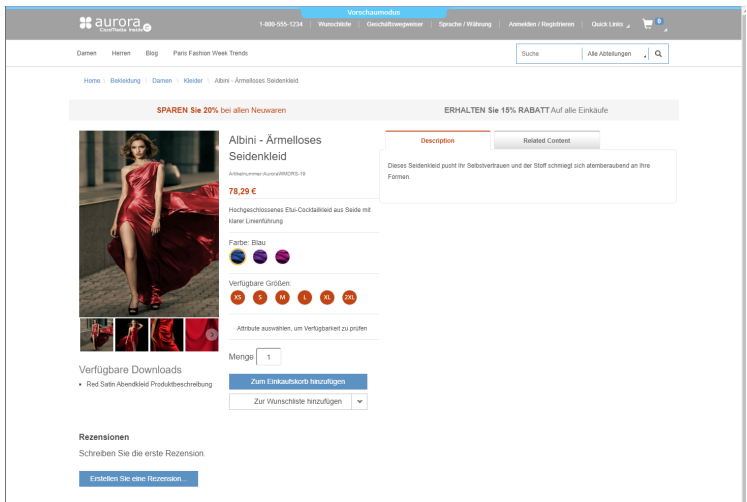 Vorschaumodus
aurora
CoreMedia inside
1-800-555-1234 Wunschliste Geschäftswegweiser Sprache / Währung Anmelden / Registrieren Quick Links 0
Damen Herren Blog Paris Fashion Week Trends
Suche Alle Abteilungen
Home \ Bekleidung \ Damen \ Kleider \ Albini - Ärmelloses Seidenkleid
SPAREN Sie 20% bei allen Neuwaren
ERHALTEN Sie 15% RABATT Auf alle Einkäufe
Albini - Ärmelloses
Seidenkleid
Artikelnummer:AuroraWMDRS-19
78,29 €
Hochgeschlossenes Etui-Cocktailkleid aus Seide mit
klarer Linienführung
Farbe: Blau
Verfügbare Größen:
XS S M L XL 2XL
Attribute auswählen, um Verfügbarkeit zu prüfen
Menge 1
Zum Einkaufskorb hinzufügen
Zur Wunschliste hinzufügen
Description Related Content
Dieses Seidenkleid pusht Ihr Selbstvertrauen und der Stoff schmiegt sich atemberaubend an Ihre
Formen.
Verfügbare Downloads
• Red Satin Abendkleid Produktbeschreibung
Rezensionen
Schreiben Sie die erste Rezension.
Erstellen Sie eine Rezension...